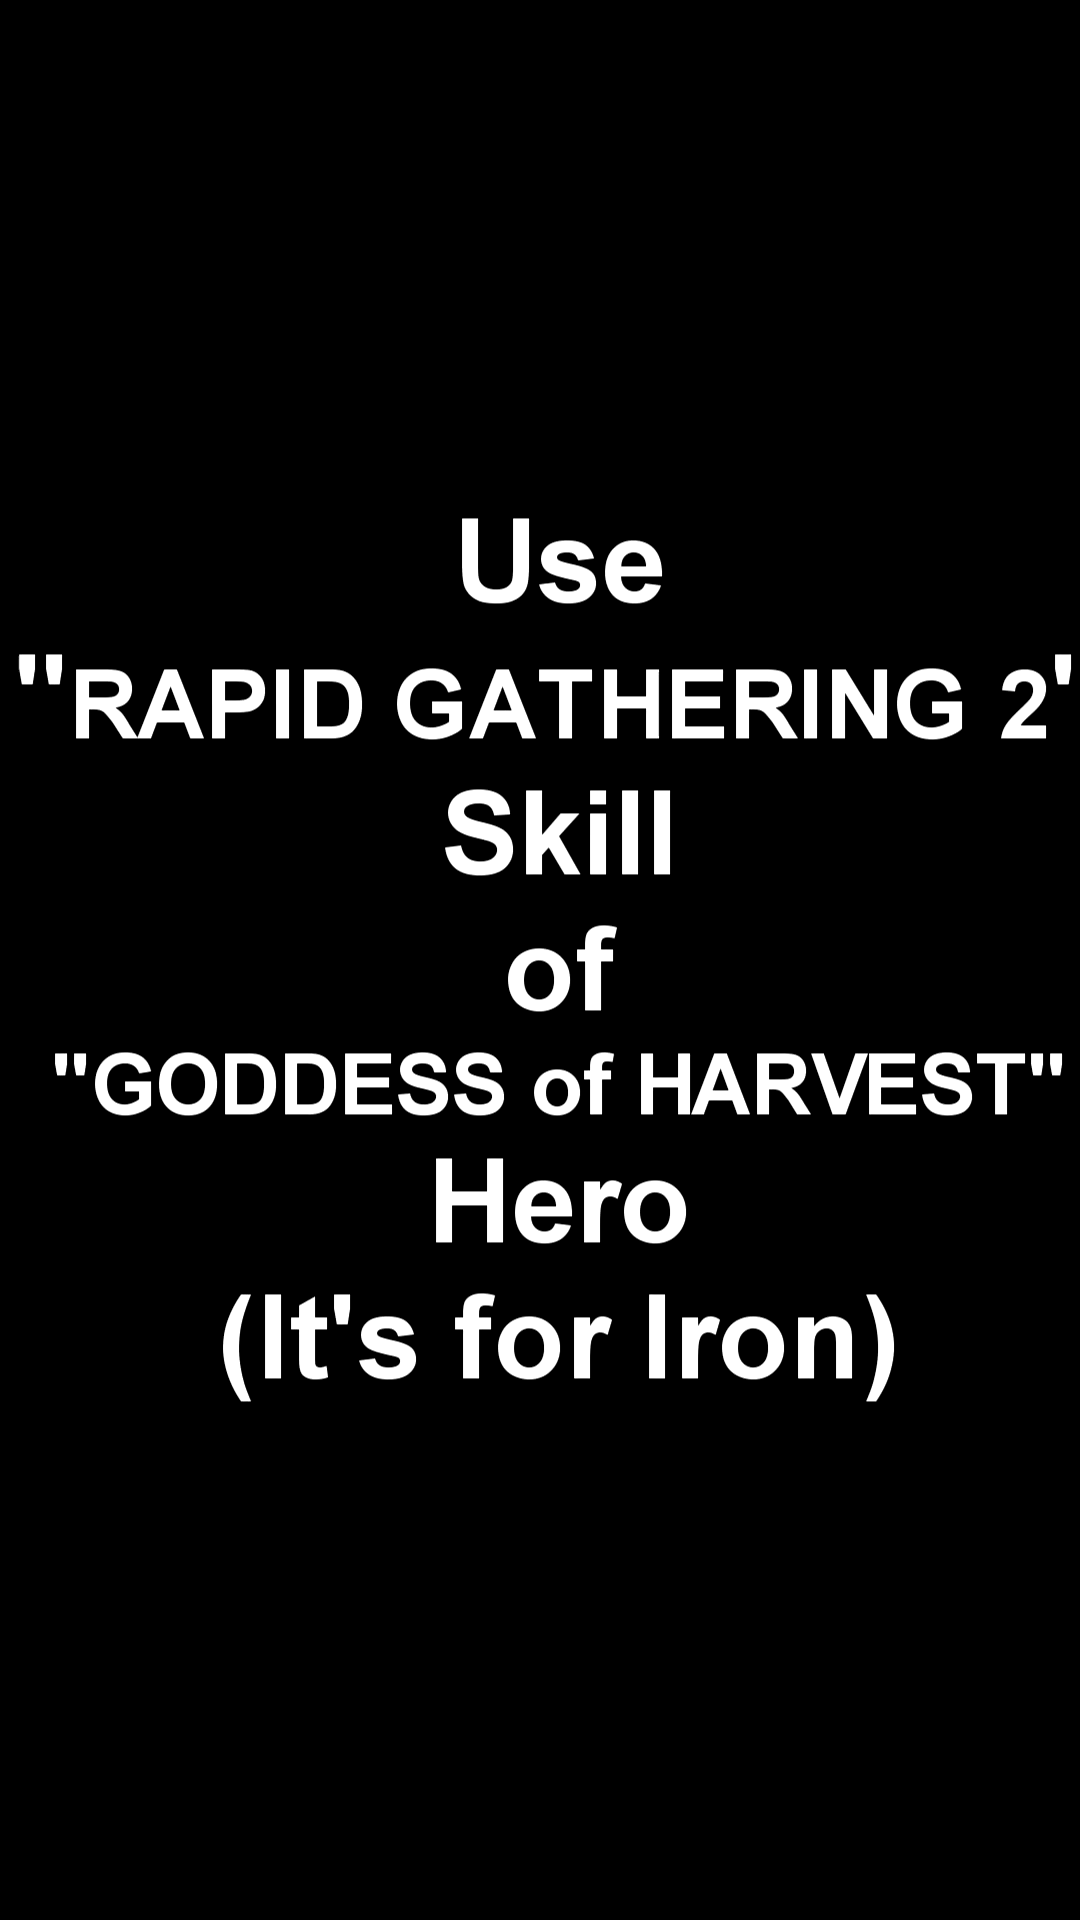 Use
"RAPID GATHERING 2'
Skill
of
"GODDESS of HARVEST"
Hero
(It's for Iron)